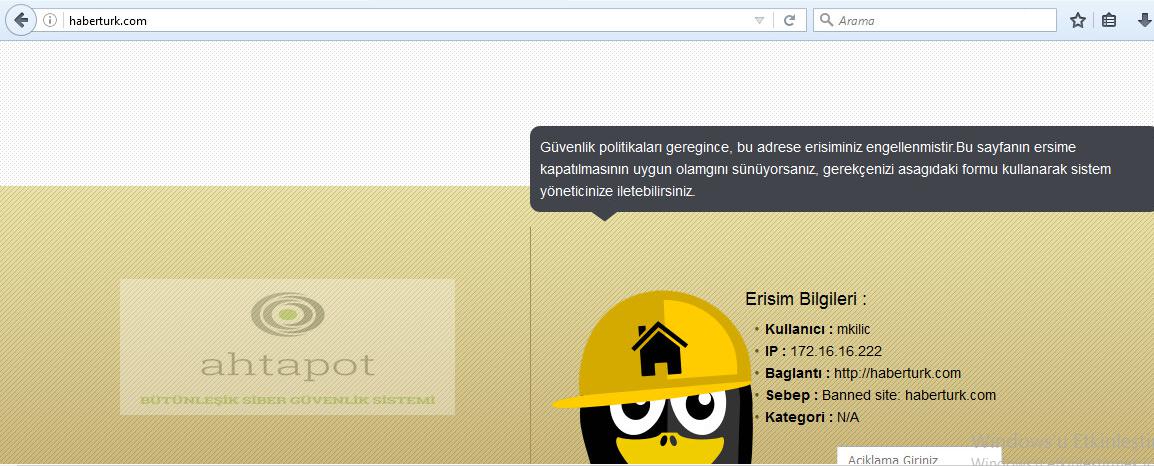 haberturk.com
Arama
Güvenlik politikaları geregince, bu adrese erisiminiz engellenmistir.Bu sayfanın ersime
kapatılmasının uygun olamgını sünüyorsanız, gerekçenizi asagıdaki formu kullanarak sistem
yöneticinize iletebilirsiniz.
ahtapot
BÜTÜNLEŞİK SİBER GÜVENLİK SİSTEMİ
Erisim Bilgileri :
Kullanıcı : mkilic
IP : 172.16.16.222
Baglantı : http://haberturk.com
Sebep : Banned site: haberturk.com
Kategori : N/A
Açıklama Giriniz
Windows'u Etkinleşti